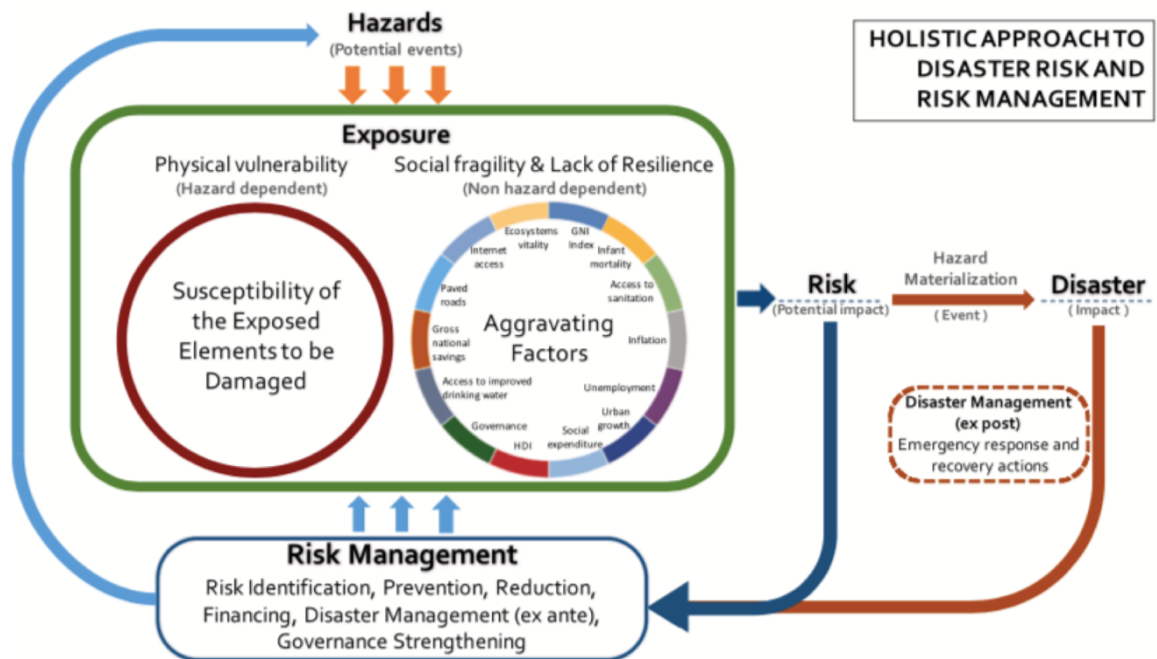 Hazards
(Potential events)
HOLISTIC APPROACH TO
DISASTER RISK AND
RISK MANAGEMENT
Exposure
Physical vulnerability
(Hazard dependent)
Social fragility & Lack of Resilience
(Non hazard dependent)
Susceptibility of
the Exposed
Elements to be
Damaged
Aggravating
Factors
Ecosystems
vitality
GNI
Index
Infant
mortality
Access to
sanitation
Inflation
Unemployment
Urban
growth
Social
expenditure
HDI
Governance
Access to improved
drinking water
Gross
national
savings
Paved
roads
Internet
access
Risk
(Potential impact)
Hazard
Materialization
(Event)
Disaster
(Impact)
Disaster Management
(ex post)
Emergency response and
recovery actions
Risk Management
Risk Identification, Prevention, Reduction,
Financing, Disaster Management (ex ante),
Governance Strengthening